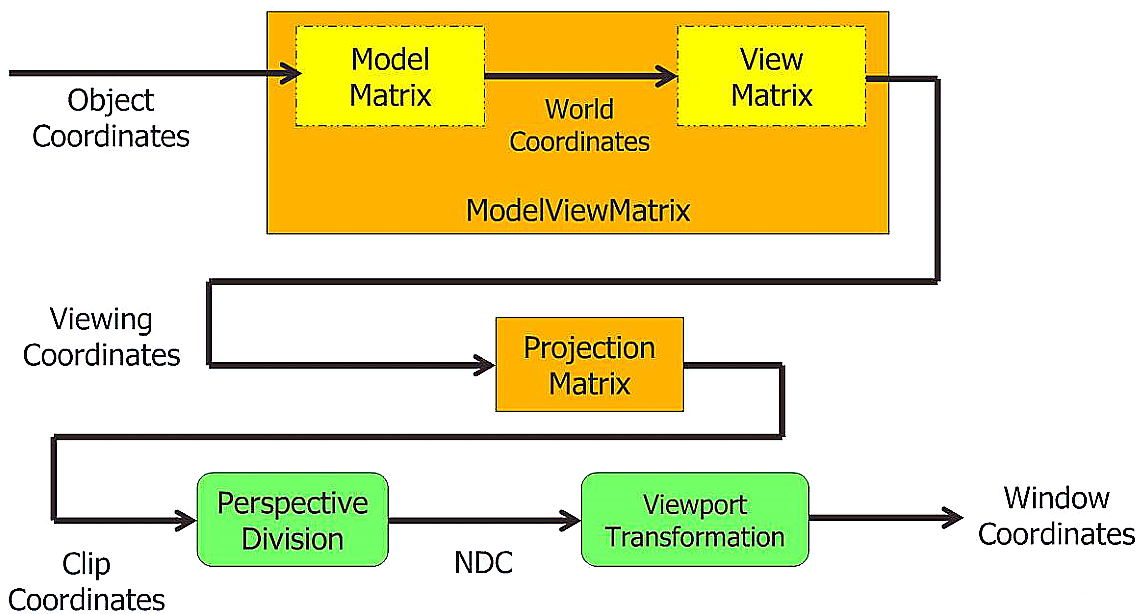 Model
Matrix
View
Matrix
Object
Coordinates
World
Coordinates
ModelViewMatrix
Viewing
Coordinates
Projection
Matrix
Perspective
Division
Viewport
Transformation
Window
Coordinates
Clip
Coordinates
NDC